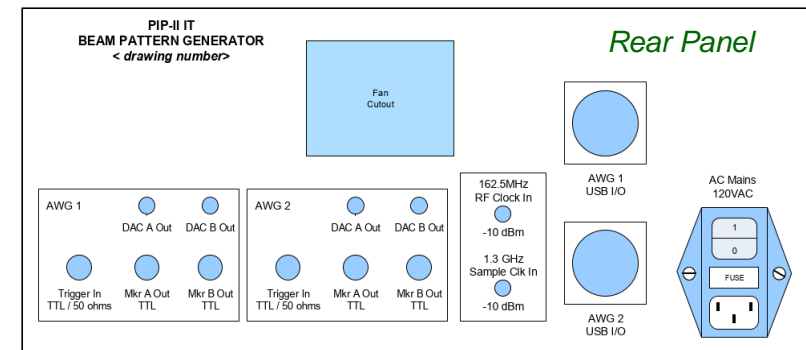 PIP-II IT
BEAM PATTERN GENERATOR
< drawing number>
Rear Panel
Fan
Cutout
AWG 1
DAC A Out
DAC B Out
Trigger In
TTL / 50 ohms
Mkr A Out
TTL
Mkr B Out
TTL
AWG 2
DAC A Out
DAC B Out
Trigger In
TTL / 50 ohms
Mkr A Out
TTL
Mkr B Out
TTL
162.5MHz
RF Clock In
-10 dBm
1.3 GHz
Sample Clk In
-10 dBm
AWG 1
USB I/O
AWG 2
USB I/O
AC Mains
120VAC
1
0
FUSE